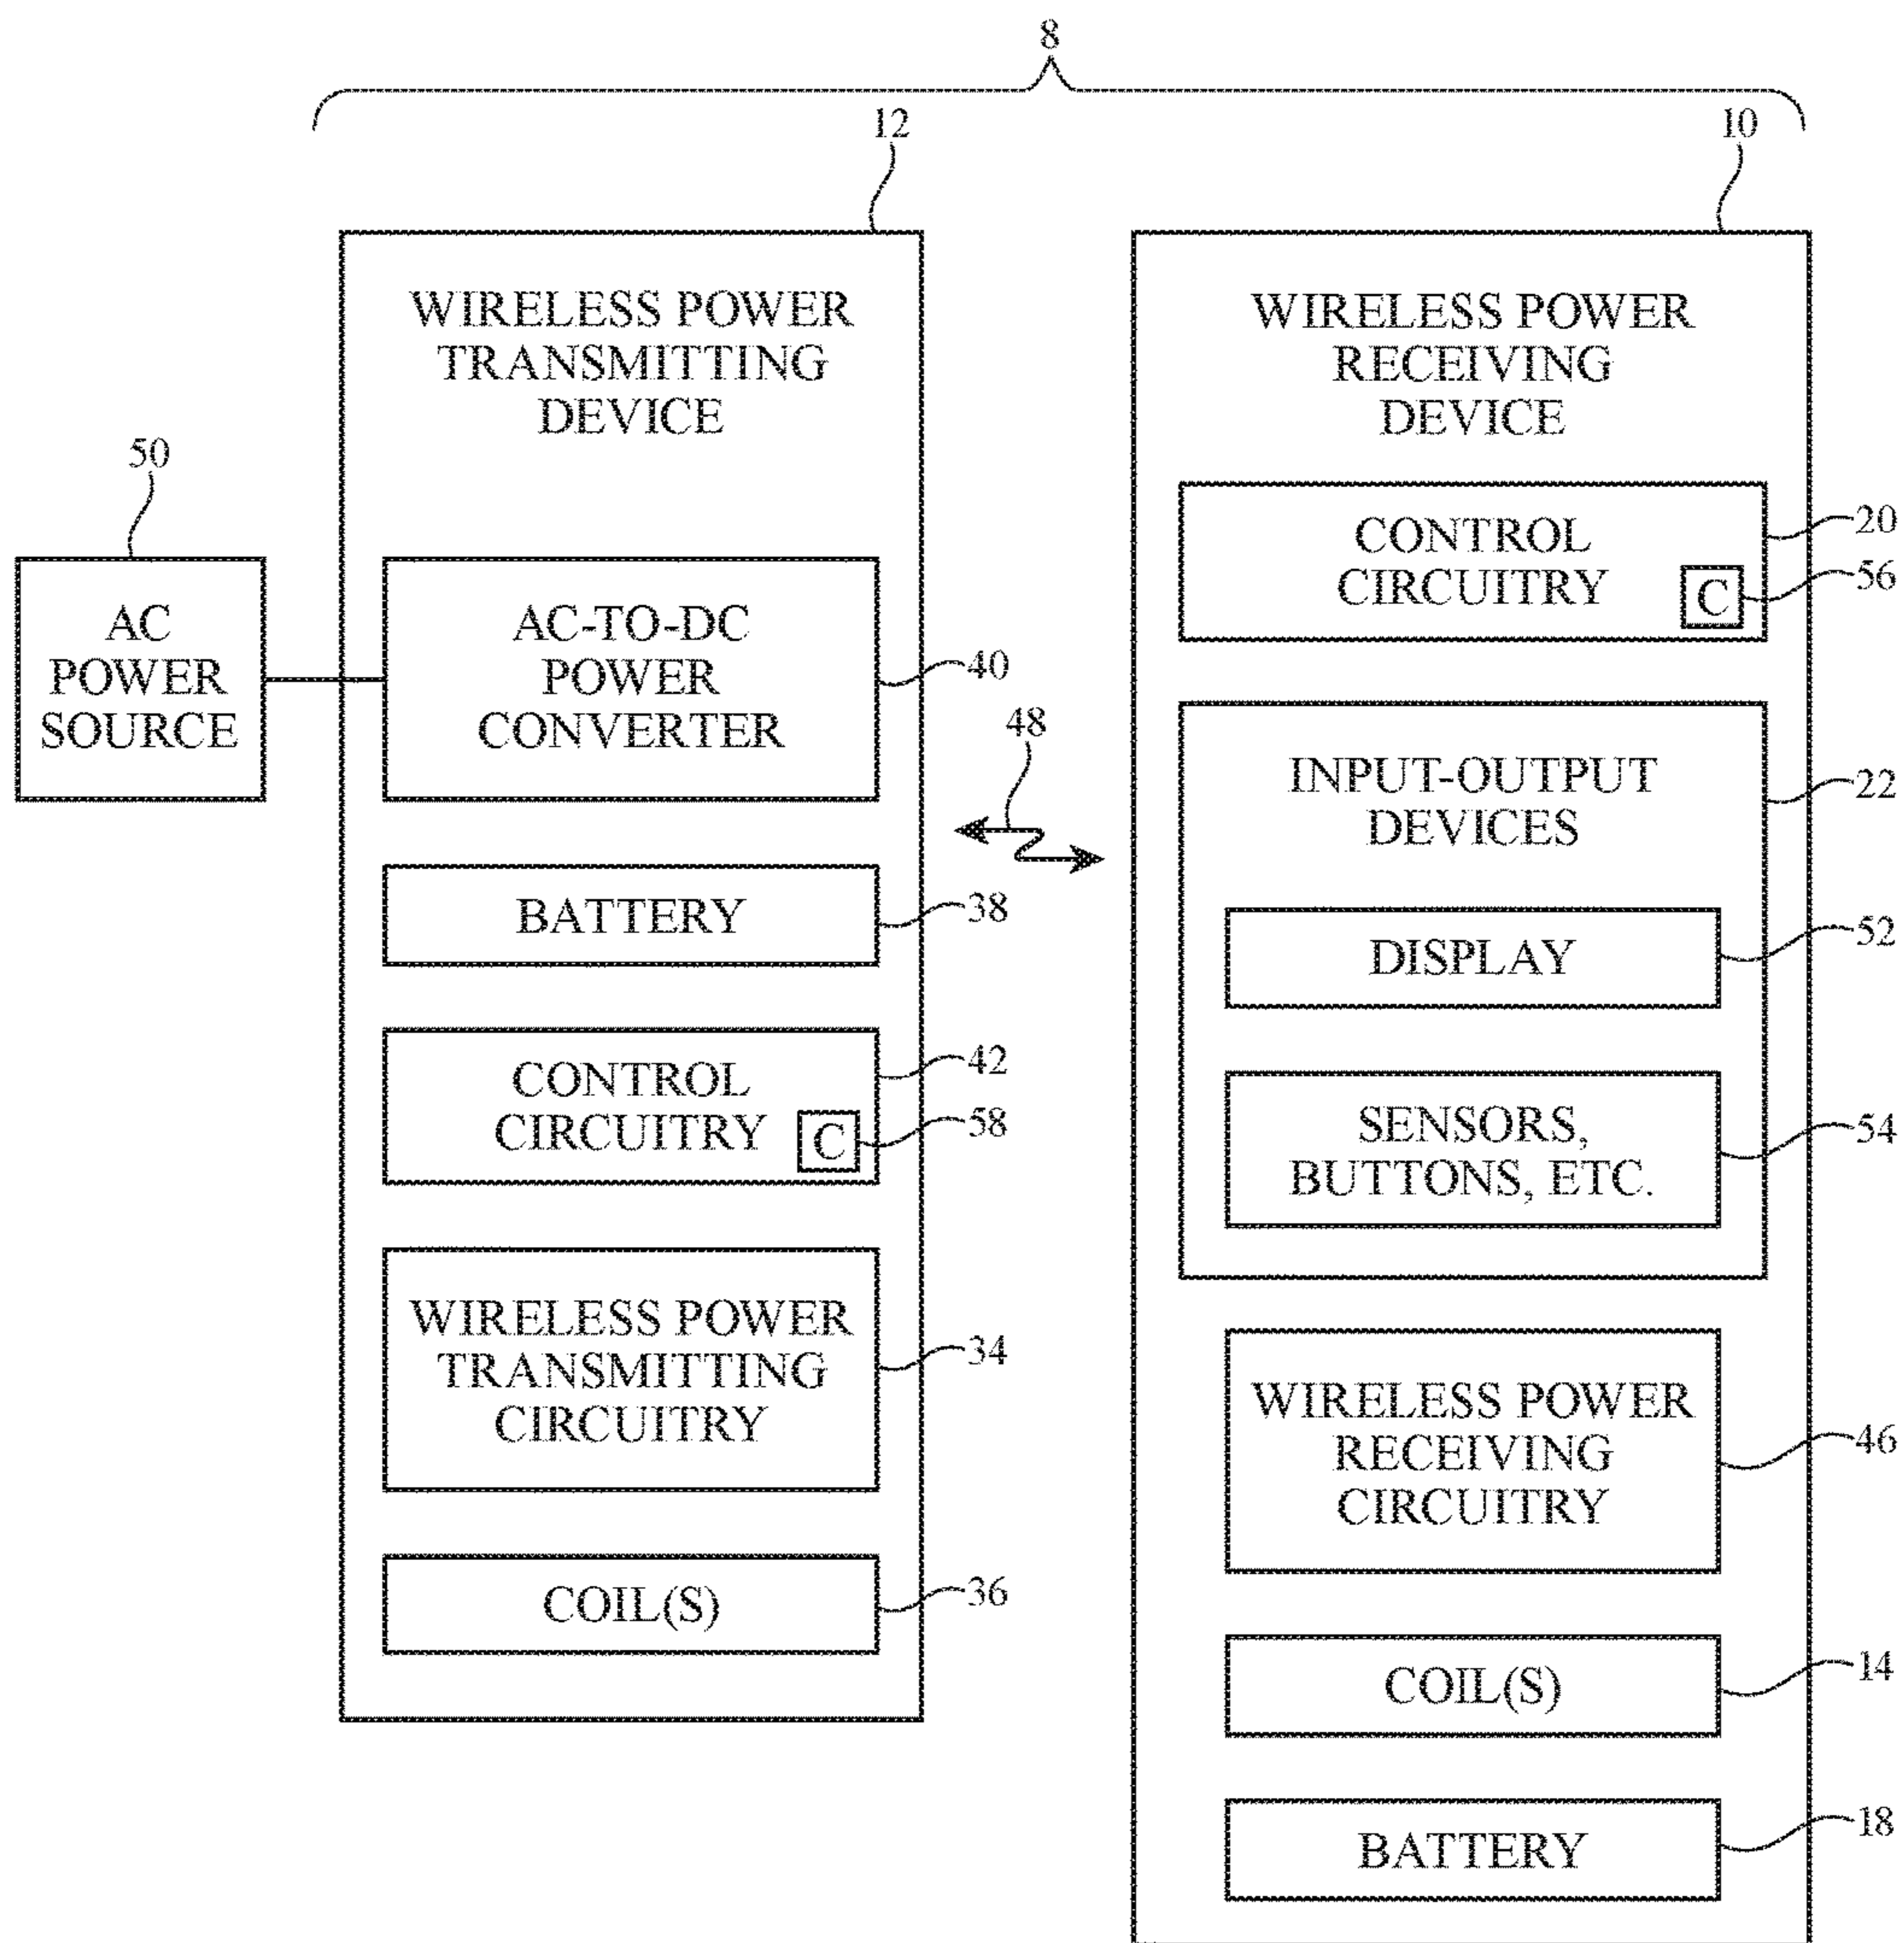 8
12
10
WIRELESS POWER
TRANSMITTING
DEVICE
50
AC
POWER
SOURCE
AC-TO-DC
POWER
CONVERTER
40
BATTERY
38
CONTROL
CIRCUITRY
C
42
58
WIRELESS POWER
TRANSMITTING
CIRCUITRY
34
COIL(S)
36
48
WIRELESS POWER
RECEIVING
DEVICE
CONTROL
CIRCUITRY
C
20
56
INPUT-OUTPUT
DEVICES
22
DISPLAY
52
SENSORS,
BUTTONS, ETC.
54
WIRELESS POWER
RECEIVING
CIRCUITRY
46
COIL(S)
14
BATTERY
18